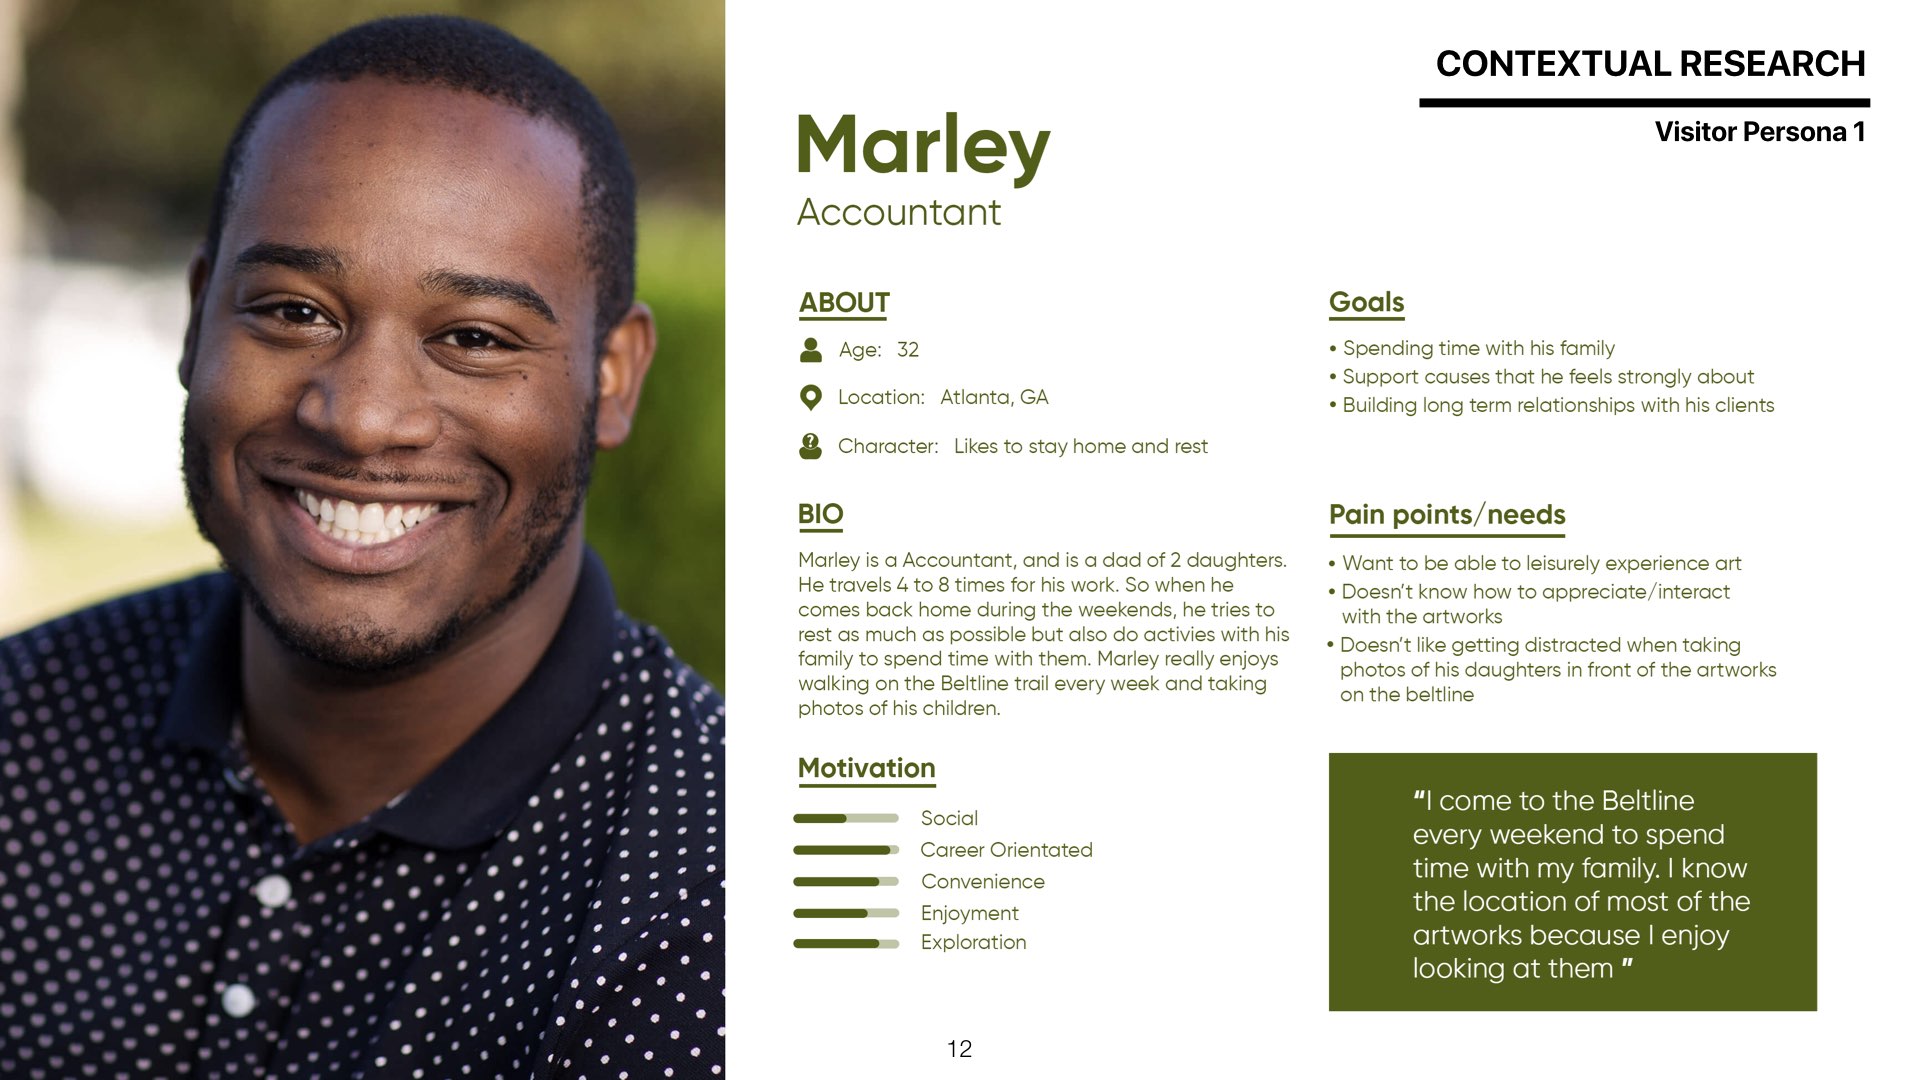 CONTEXTUAL RESEARCH
Visitor Persona 1
Marley
Accountant
ABOUT
Age: 32
Location: Atlanta, GA
Character: Likes to stay home and rest
BIO
Marley is a Accountant, and is a dad of 2 daughters.
He travels 4 to 8 times for his work. So when he
comes back home during the weekends, he tries to
rest as much as possible but also do activies with his
family to spend time with them. Marley really enjoys
walking on the Beltline trail every week and taking
photos of his children.
Motivation
Social
Career Orientated
Convenience
Enjoyment
Exploration
Goals
• Spending time with his family
• Support causes that he feels strongly about
• Building long term relationships with his clients
Pain points/needs
• Want to be able to leisurely experience art
• Doesn’t know how to appreciate/interact
with the artworks
• Doesn’t like getting distracted when taking
photos of his daughters in front of the artworks
on the beltline
"I come to the Beltline
every weekend to spend
time with my family. I know
the location of most of the
artworks because I enjoy
looking at them "
12